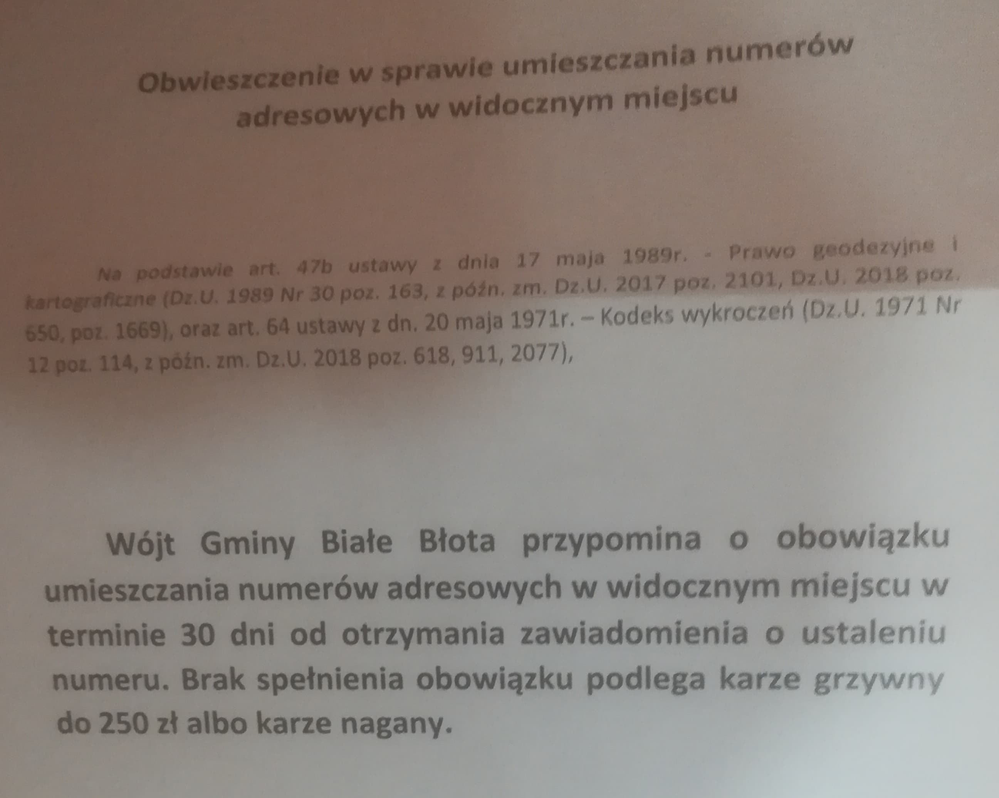 Obwieszczenie w sprawie umieszczania numerów
adresowych w widocznym miejscu
Na podstawie art. 47b ustawy z dnia 17 maja 1989r. - Prawo geodezyjne i
kartograficzne (Dz.U. 1989 Nr 30 poz. 163, z późn. zm. Dz.U. 2017 poz. 2101, Dz.U. 2018 poz.
650, poz. 1669), oraz art. 64 ustawy z dn. 20 maja 1971r. – Kodeks wykroczeń (Dz.U. 1971 Nr
12 poz. 114, z późn. zm. Dz.U. 2018 poz. 618, 911, 2077),
Wójt Gminy Białe Błota przypomina o obowiązku
umieszczania numerów adresowych w widocznym miejscu w
terminie 30 dni od otrzymania zawiadomienia o ustaleniu
numeru. Brak spełnienia obowiązku podlega karze grzywny
do 250 zł albo karze nagany.